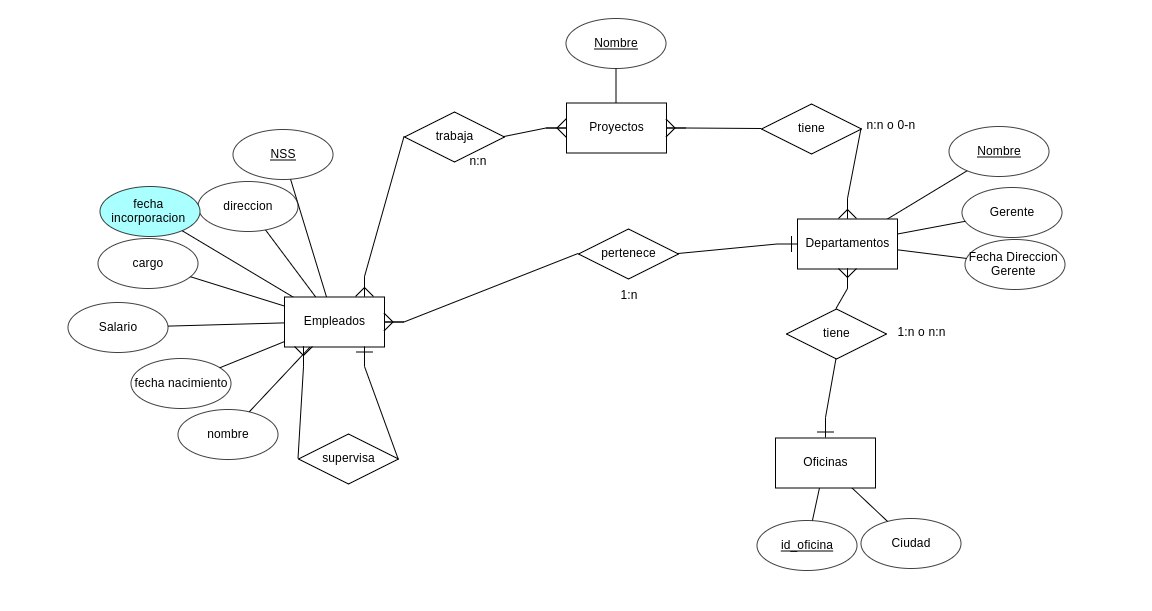 Nombre
Proyectos
trabaja
n:n
tiene
n:n o 0-n
NSS
direccion
fecha
incorporacion
cargo
Salario
fecha nacimiento
nombre
Empleados
supervisa
pertenece
1:n
Nombre
Gerente
Fecha Direccion
Gerente
Departamentos
tiene
1:n o n:n
Oficinas
id_oficina
Ciudad